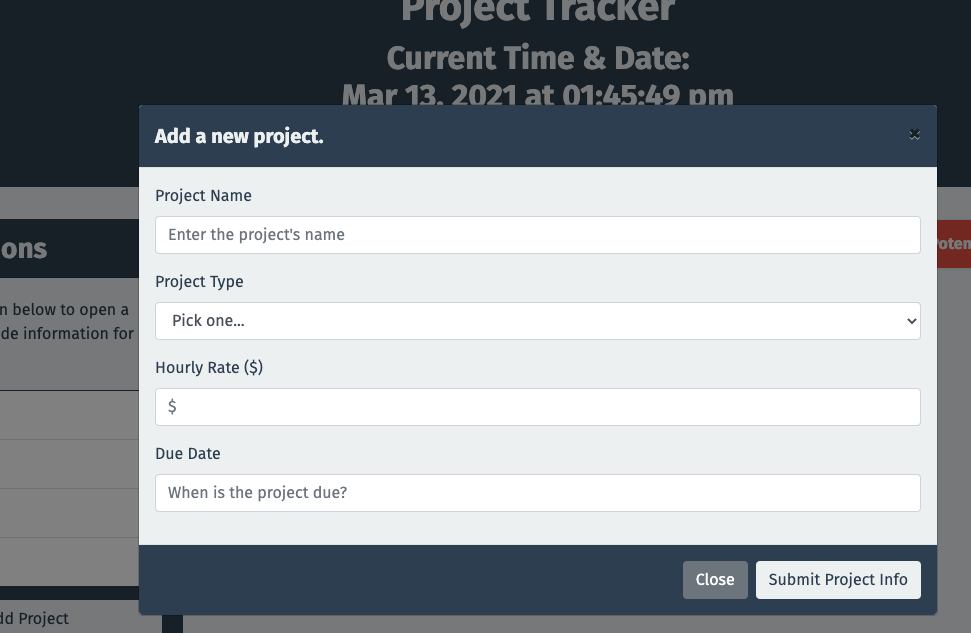 Project Tracker
Current Time & Date:
Mar 13, 2021 at 01:45:49 pm
Add a new project.
×
Project Name
Enter the project's name
ons
Poten
Project Type
n below to open a
Pick one...
de information for
Hourly Rate ($)
$
Due Date
When is the project due?
Close
Submit Project Info
dd Project